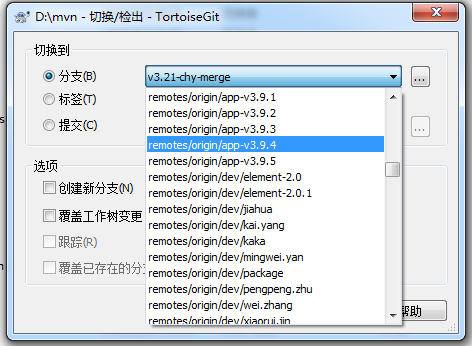 D:\mvn - 切换/检出 - TortoiseGit
切换到
分支(B)
v3.21-chy-merge
...
标签(T)
提交(C)
...
remotes/origin/app-v3.9.1
remotes/origin/app-v3.9.2
remotes/origin/app-v3.9.3
remotes/origin/app-v3.9.4
remotes/origin/app-v3.9.5
remotes/origin/dev/element-2.0
remotes/origin/dev/element-2.0.1
remotes/origin/dev/jiahua
remotes/origin/dev/kai.yang
remotes/origin/dev/kaka
remotes/origin/dev/mingwei.yan
remotes/origin/dev/package
remotes/origin/dev/pengpeng.zhu
remotes/origin/dev/wei.zhang
remotes/origin/dev/xiaorui.jin
选项
创建新分支(N)
覆盖工作树变更
跟踪(R)
覆盖已存在的分
帮助